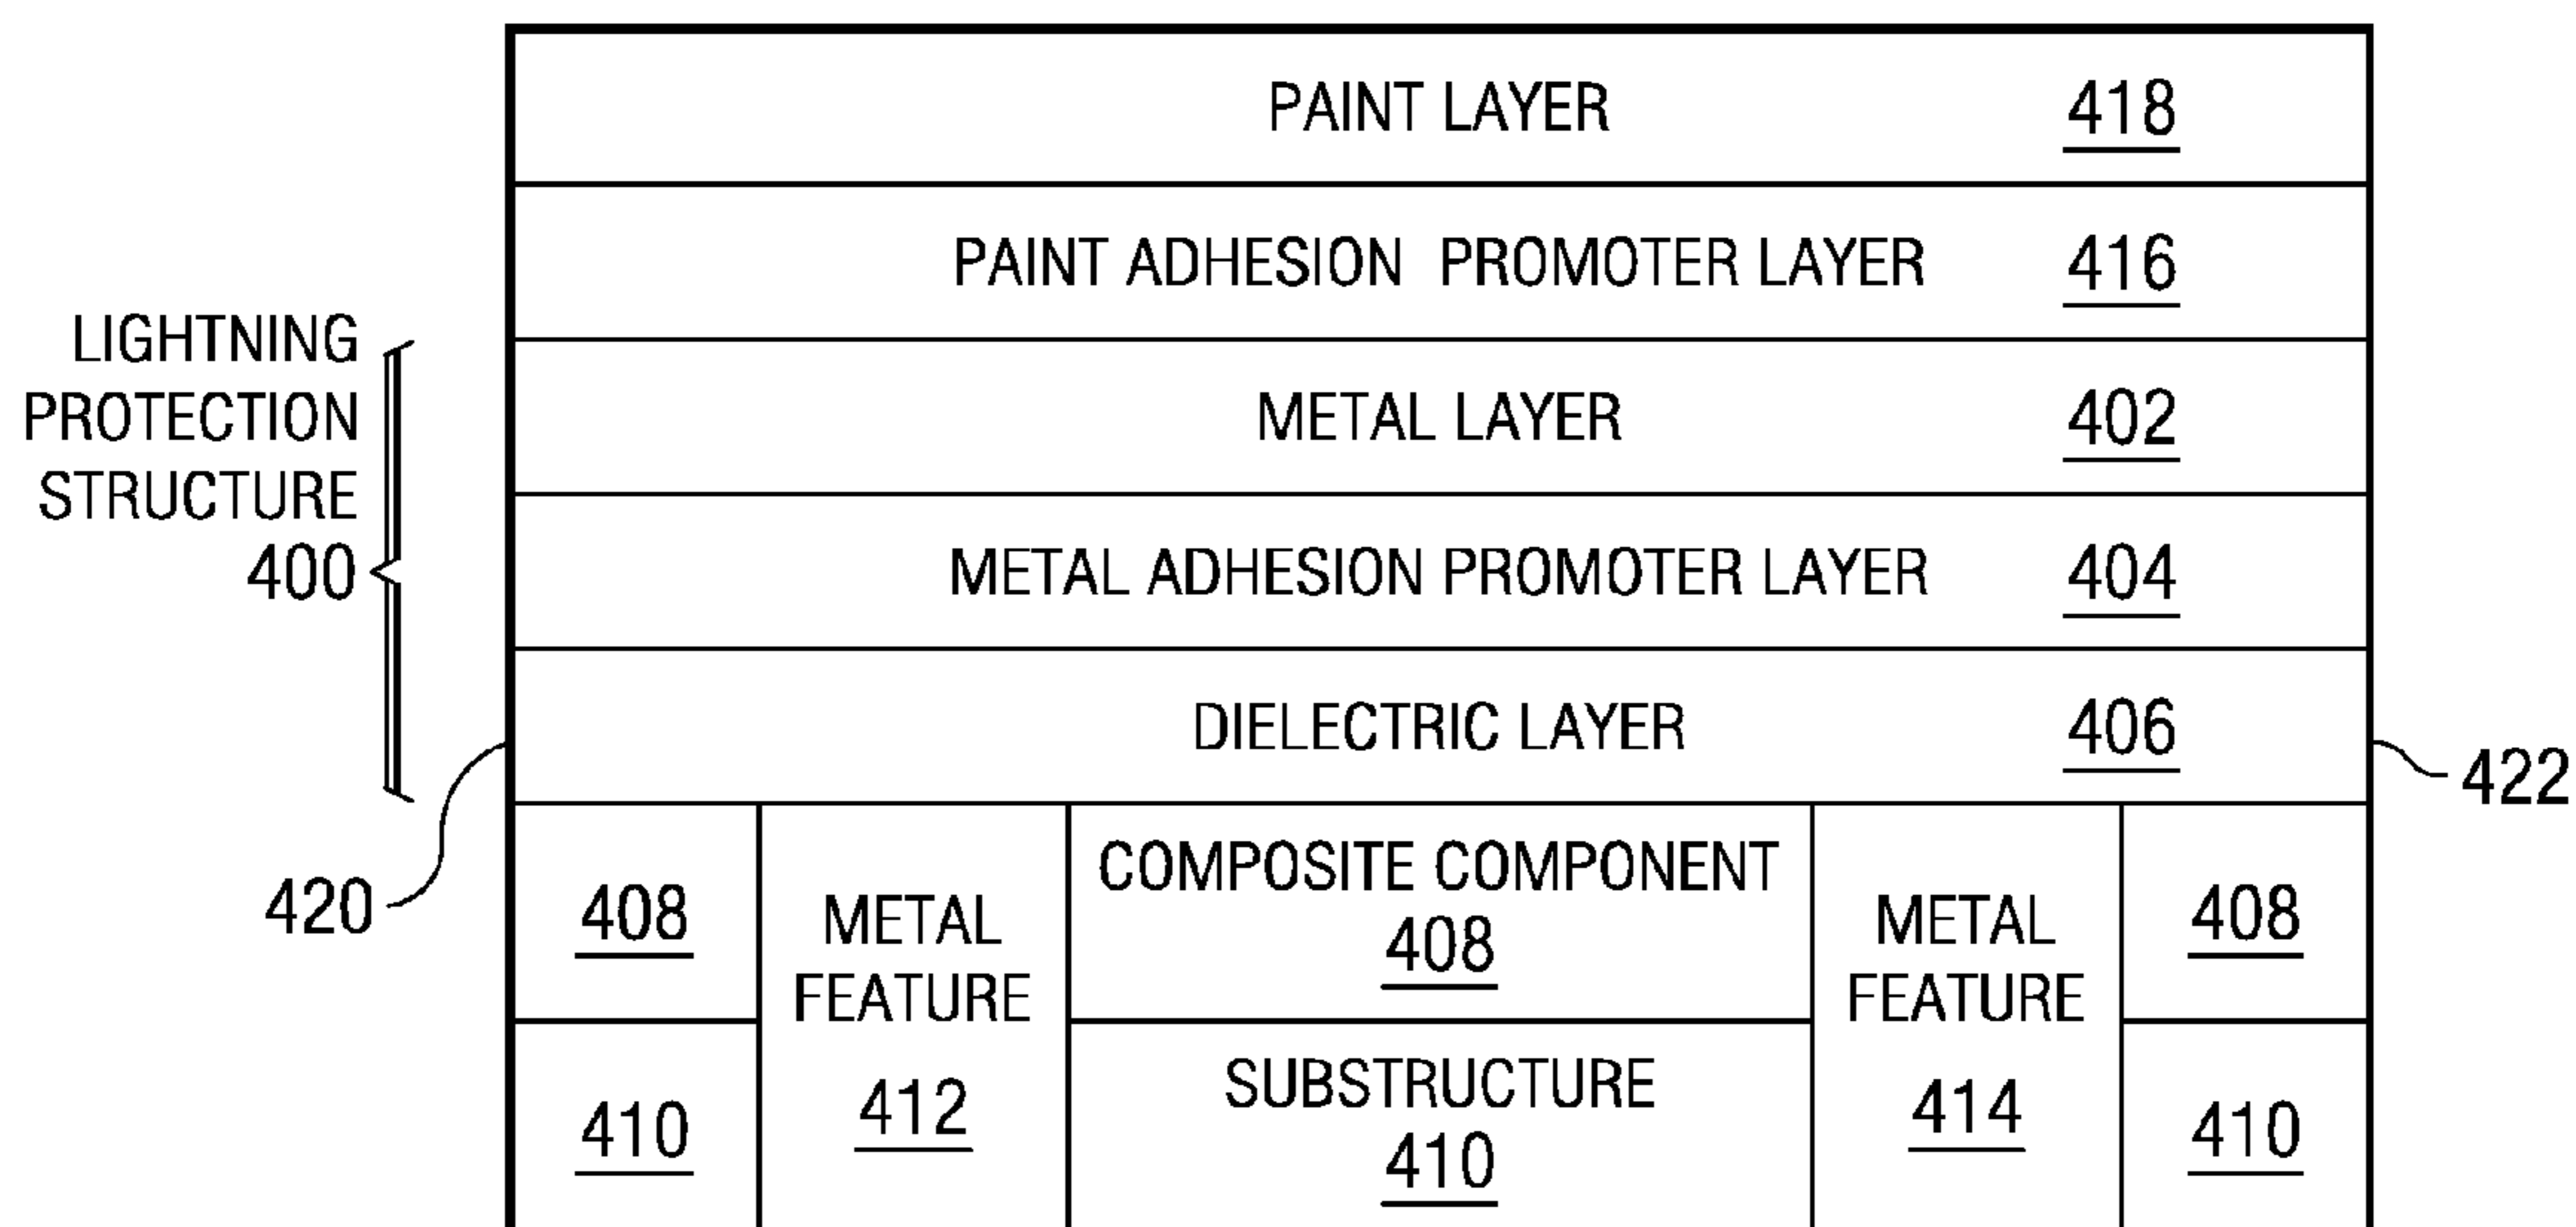 PAINT LAYER 418
PAINT ADHESION PROMOTER LAYER 416
LIGHTNING
PROTECTION
STRUCTURE
400
METAL LAYER 402
METAL ADHESION PROMOTER LAYER 404
DIELECTRIC LAYER 406
420
422
408
METAL
FEATURE
412
COMPOSITE COMPONENT
408
METAL
FEATURE
414
408
410
SUBSTRUCTURE
410
410